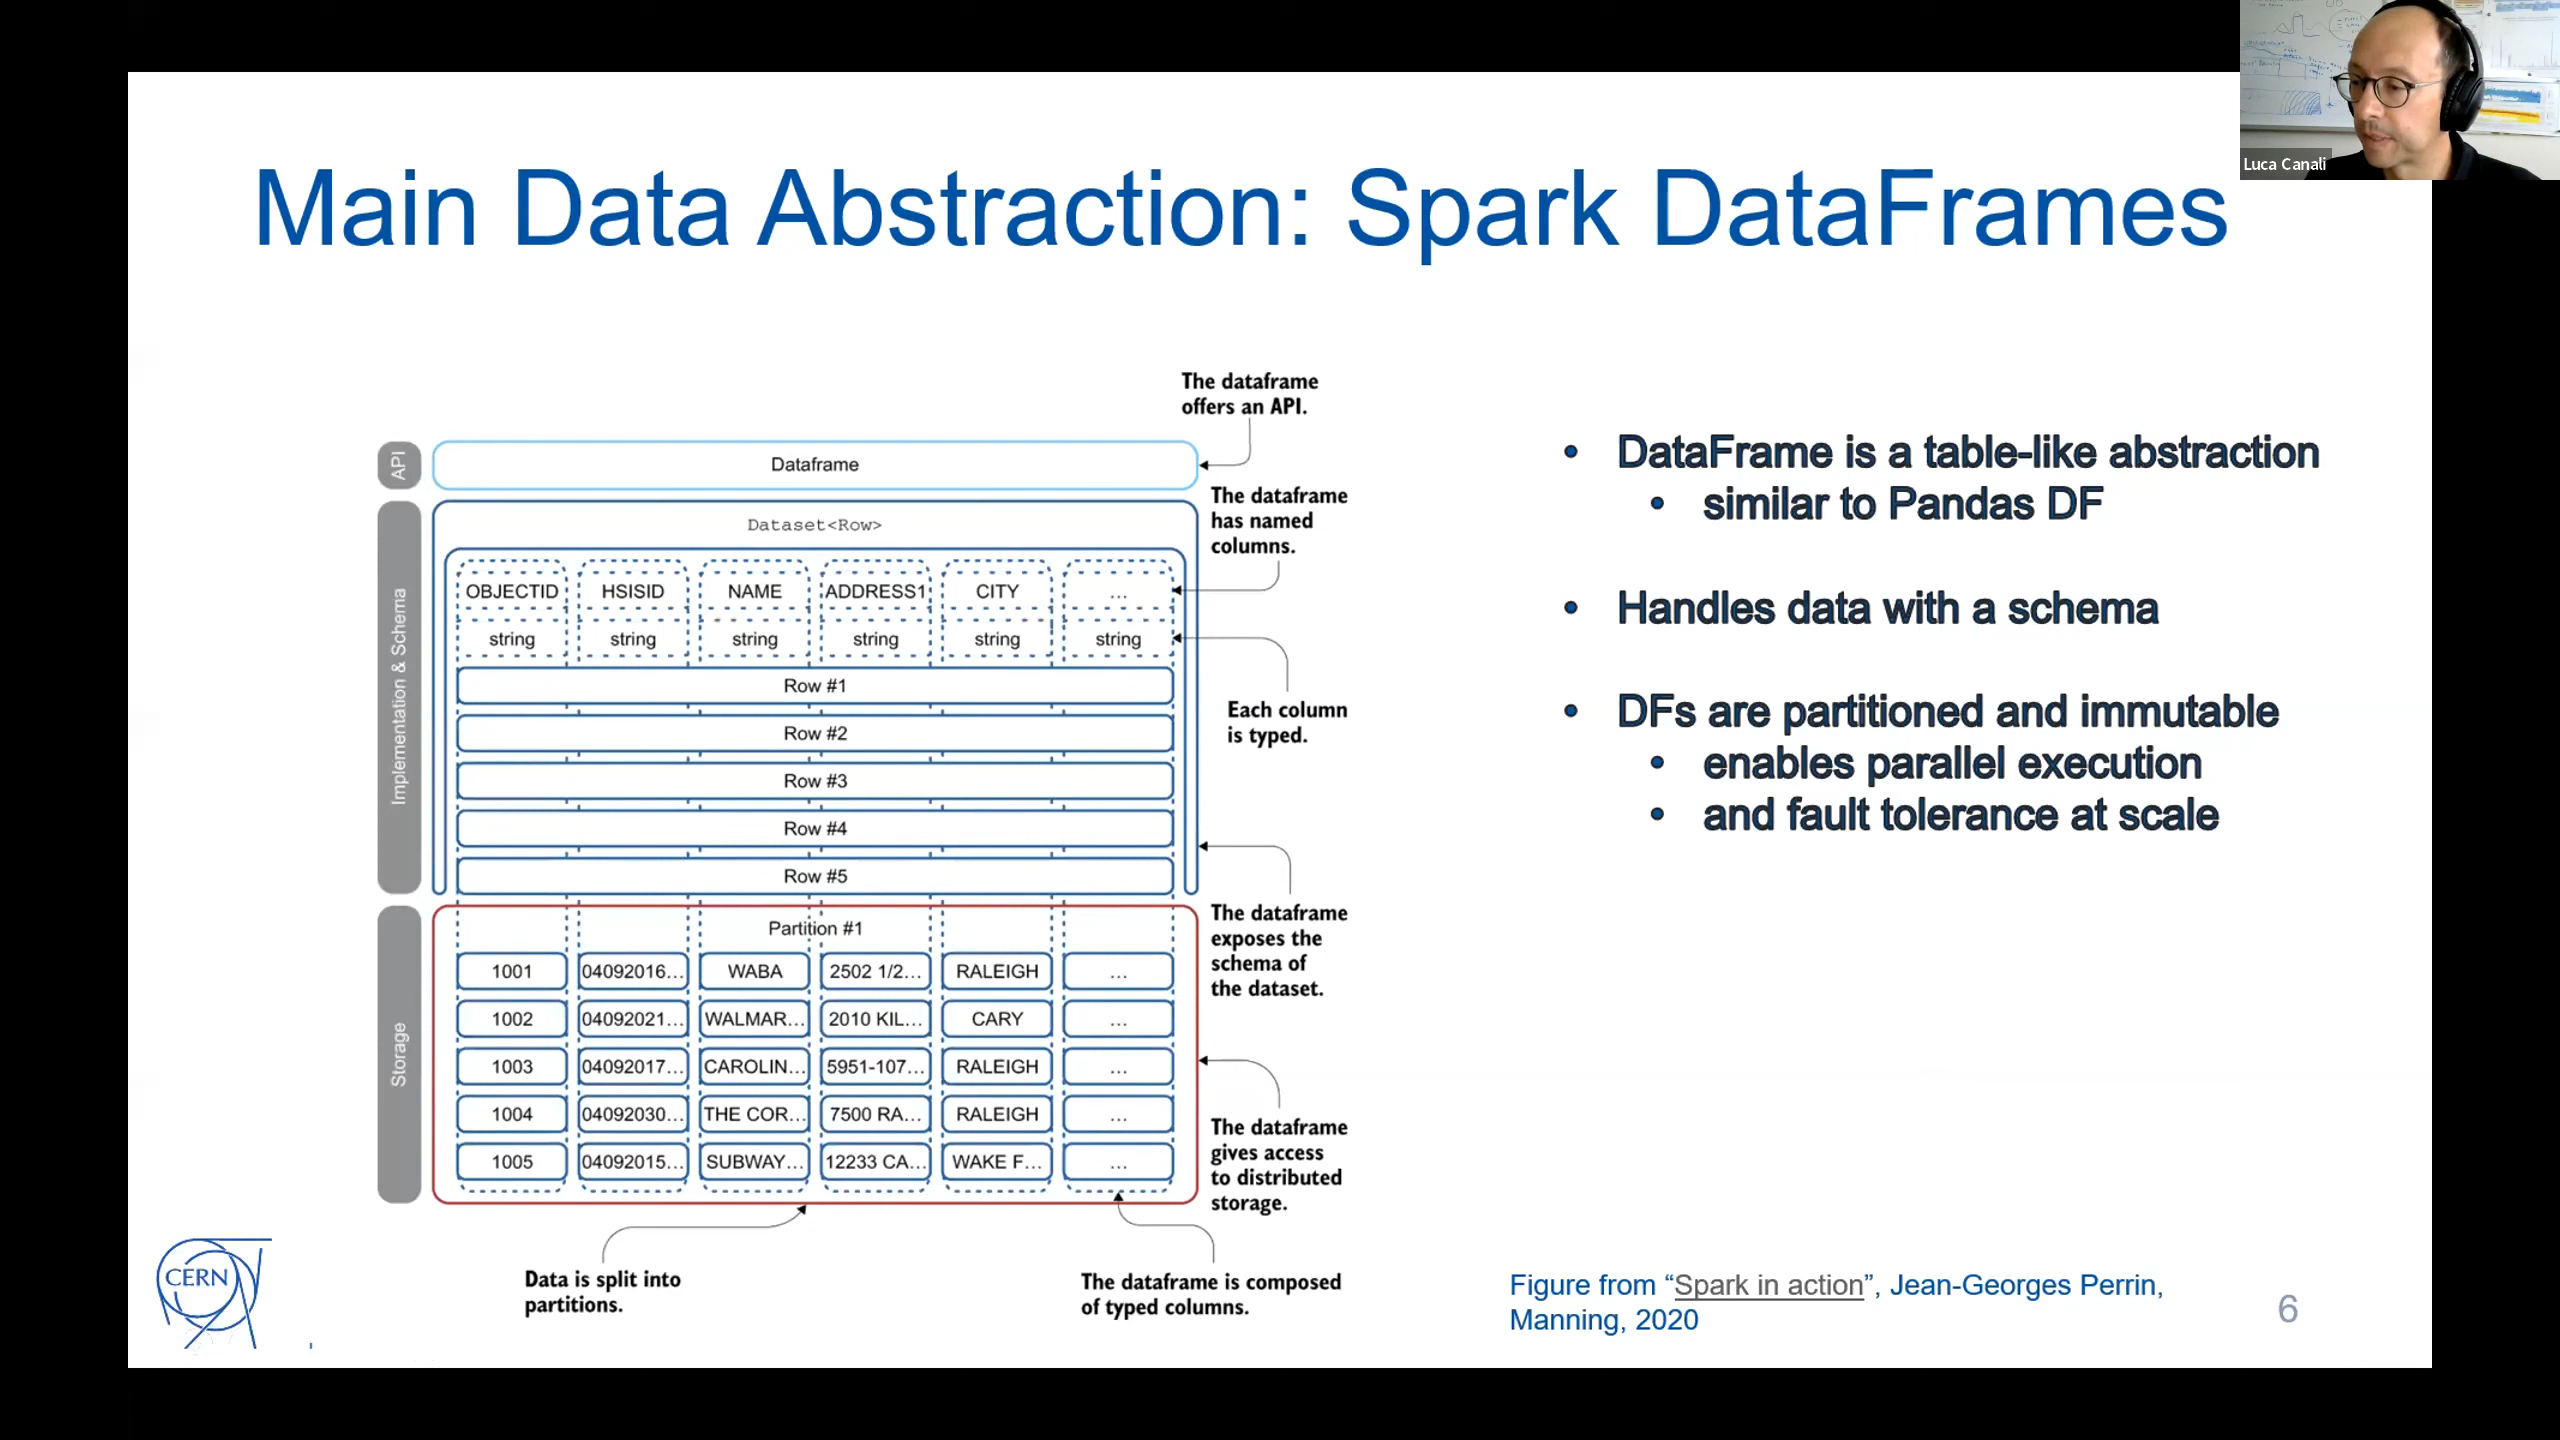 Luca Canali
Main Data Abstraction: Spark DataFrames
The dataframe
offers an API.
API
Dataframe
Implementation & Schema
Dataset<Row>
The dataframe
has named
columns.
OBJECTID HSISID NAME ADDRESS1 CITY ...
string string string string string string
Each column
is typed.
Row #1
Row #2
Row #3
Row #4
Row #5
The dataframe
exposes the
schema of
the dataset.
Storage
Partition #1
1001 04092016... WABA 2502 1/2... RALEIGH ...
1002 04092021... WALMAR... 2010 KIL... CARY ...
1003 04092017... CAROLIN... 5951-107... RALEIGH ...
1004 04092030... THE COR... 7500 RA... RALEIGH ...
1005 04092015... SUBWAY... 12233 CA... WAKE F... ...
The dataframe
gives access
to distributed
storage.
Data is split into
partitions.
The dataframe is composed
of typed columns.
• DataFrame is a table-like abstraction
• similar to Pandas DF
• Handles data with a schema
• DFs are partitioned and immutable
• enables parallel execution
• and fault tolerance at scale
CERN
Figure from “Spark in action”, Jean-Georges Perrin,
Manning, 2020
6